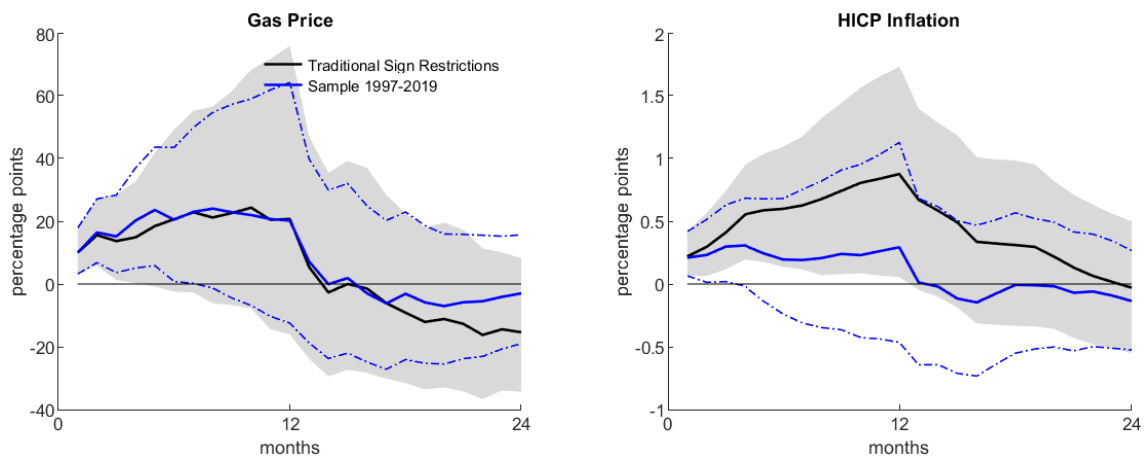 Gas Price
80
60
40
20
0
-20
-40
0
12
24
months
percentage points
Traditional Sign Restrictions
Sample 1997-2019
HICP Inflation
2
1.5
1
0.5
0
-0.5
-1
0
12
24
months
percentage points